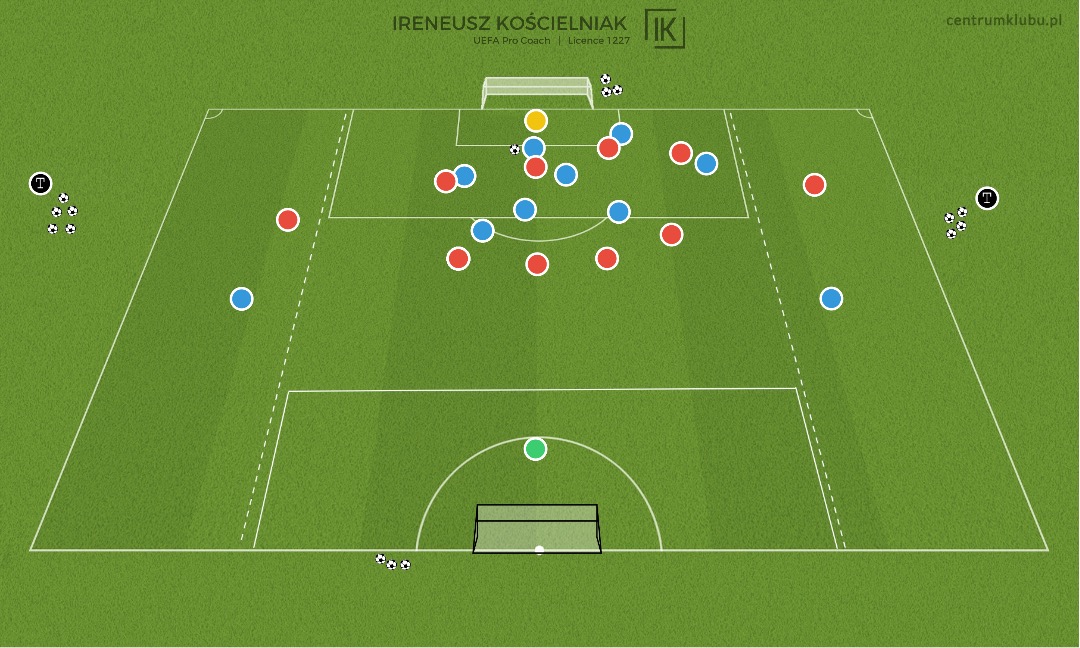 IRENEUSZ KOŚCIELNIAK
UEFA Pro Coach | Licence 1227
IK
centrumklubu.pl
T
T